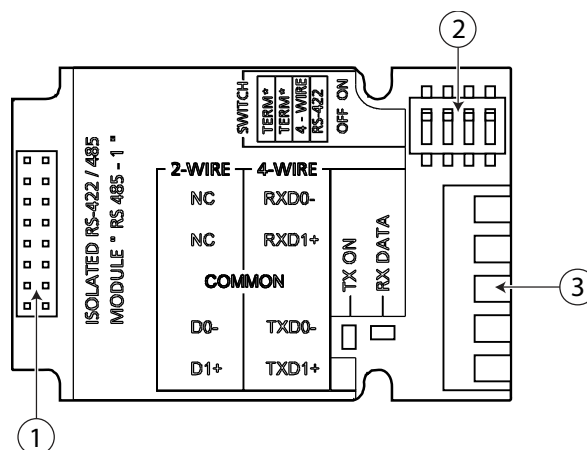 2
SWITCH
TERM*
TERM*
4 - WIRE
RS-422
OFF ON
ISOLATED RS-422 / 485
MODULE " RS 485 - 1 "
2-WIRE 4-WIRE
NC RXD0-
NC RXD1+
COMMON
D0- TXD0-
D1+ TXD1+
TX ON
RX DATA
3
1